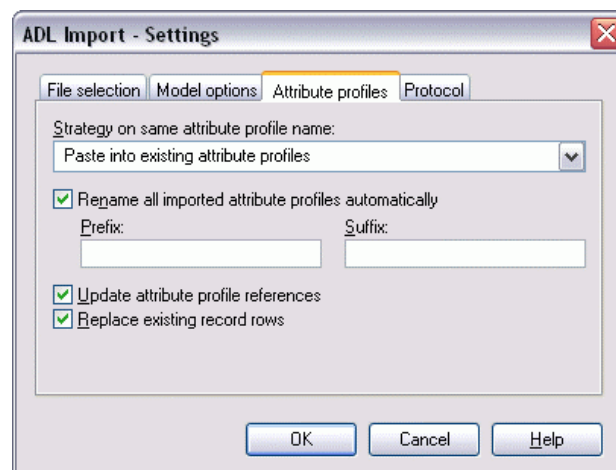 ADL Import - Settings
File selection Model options Attribute profiles Protocol
Strategy on same attribute profile name:
Paste into existing attribute profiles
Rename all imported attribute profiles automatically
Prefix: Suffix:
Update attribute profile references
Replace existing record rows
OK Cancel Help